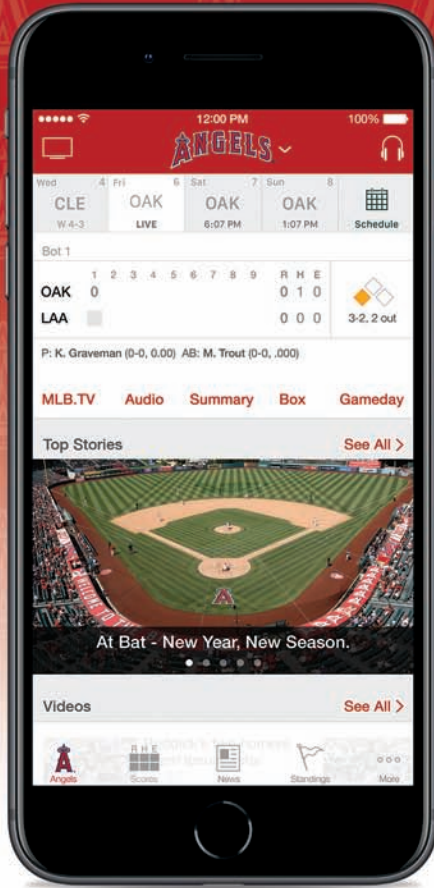 12:00 PM 100%
ANGELS
Wed 4 Fri 6 Sat 7 Sun 8
CLE OAK OAK OAK
W 4-3 LIVE 6:07 PM 1:07 PM Schedule
Bot 1
1 2 3 4 5 6 7 8 9 R H E
OAK 0 0 1 0
LAA 0 0 0 3-2, 2 out
P: K. Graveman (0-0, 0.00) AB: M. Trout (0-0, .000)
MLB.TV Audio Summary Box Gameday
Top Stories See All >
A
At Bat - New Year, New Season.
Videos See All >
A R H E
Angels Scores News Standings More